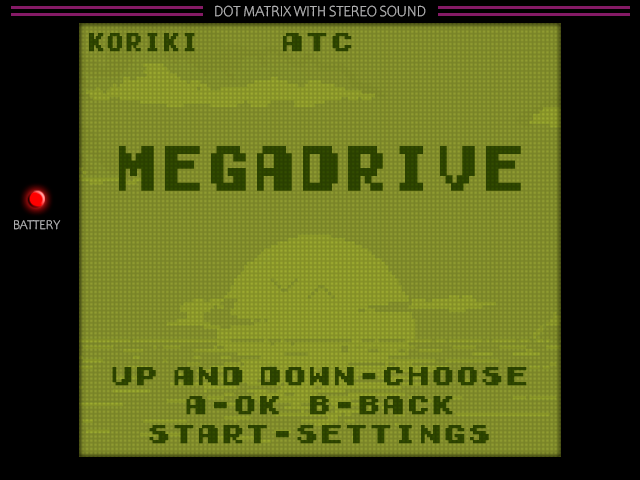 DOT MATRIX WITH STEREO SOUND
KORIKI ATC
MEGADRIVE
BATTERY
UP AND DOWN-CHOOSE
A-OK B-BACK
START-SETTINGS